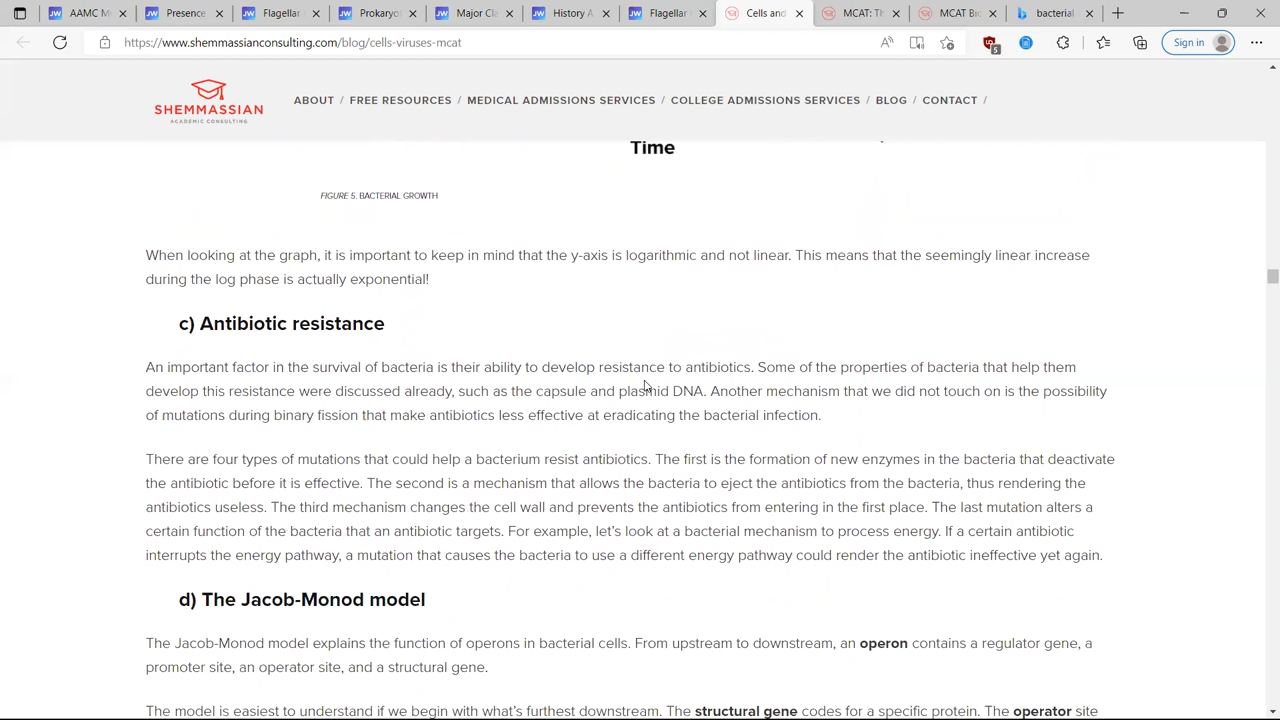 AAMC M
Presence
Flagellar
Prokaryot
Major Cla
History A
Flagellar
Cells and
MCAT: Th
MCAT Bi
bacterial
https://www.shemmassianconsulting.com/blog/cells-viruses-mcat
Sign in
SHEMMASSIAN
ACADEMIC CONSULTING
ABOUT / FREE RESOURCES / MEDICAL ADMISSIONS SERVICES / COLLEGE ADMISSIONS SERVICES / BLOG / CONTACT /
Time
FIGURE 5. BACTERIAL GROWTH
When looking at the graph, it is important to keep in mind that the y-axis is logarithmic and not linear. This means that the seemingly linear increase
during the log phase is actually exponential!
c) Antibiotic resistance
An important factor in the survival of bacteria is their ability to develop resistance to antibiotics. Some of the properties of bacteria that help them
develop this resistance were discussed already, such as the capsule and plasmid DNA. Another mechanism that we did not touch on is the possibility
of mutations during binary fission that make antibiotics less effective at eradicating the bacterial infection.
There are four types of mutations that could help a bacterium resist antibiotics. The first is the formation of new enzymes in the bacteria that deactivate
the antibiotic before it is effective. The second is a mechanism that allows the bacteria to eject the antibiotics from the bacteria, thus rendering the
antibiotics useless. The third mechanism changes the cell wall and prevents the antibiotics from entering in the first place. The last mutation alters a
certain function of the bacteria that an antibiotic targets. For example, let's look at a bacterial mechanism to process energy. If a certain antibiotic
interrupts the energy pathway, a mutation that causes the bacteria to use a different energy pathway could render the antibiotic ineffective yet again.
d) The Jacob-Monod model
The Jacob-Monod model explains the function of operons in bacterial cells. From upstream to downstream, an operon contains a regulator gene, a
promoter site, an operator site, and a structural gene.
The model is easiest to understand if we begin with what's furthest downstream. The structural gene codes for a specific protein. The operator site